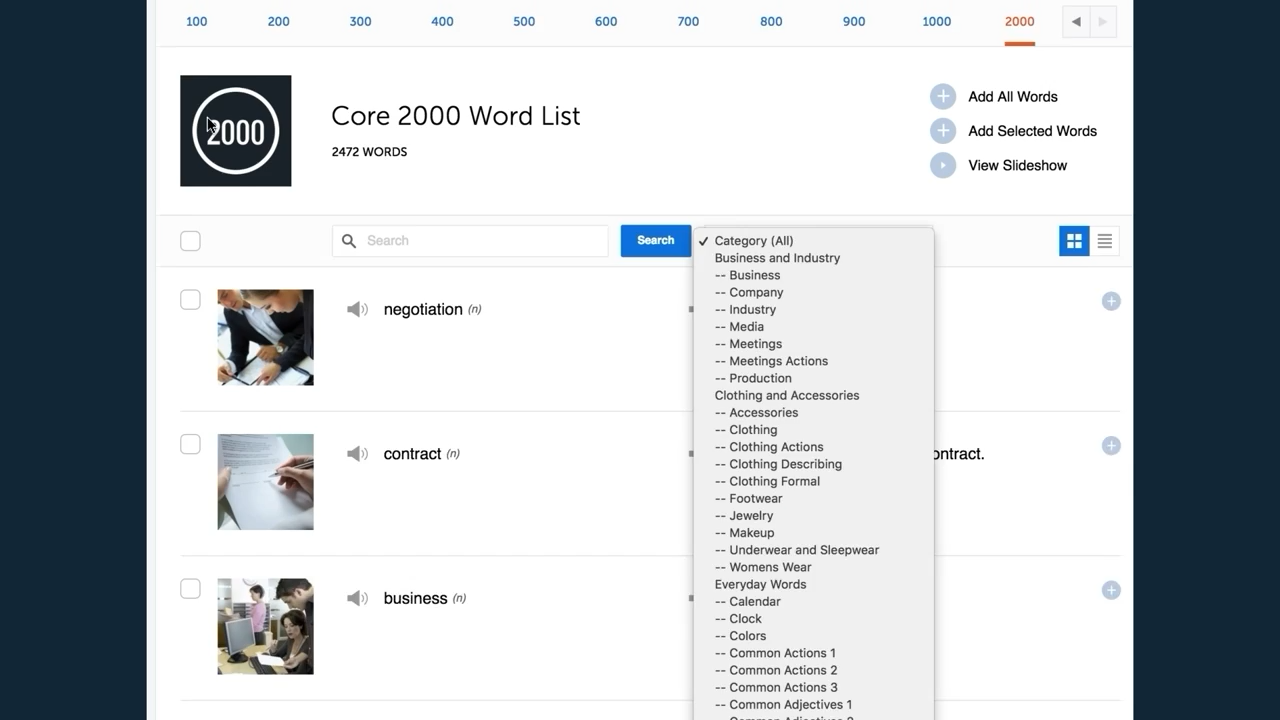 100 200 300 400 500 600 700 800 900 1000 2000
2000
Core 2000 Word List
2472 WORDS
Add All Words
Add Selected Words
View Slideshow
Search
Search
✓ Category (All)
Business and Industry
-- Business
-- Company
-- Industry
-- Media
-- Meetings
-- Meetings Actions
-- Production
Clothing and Accessories
-- Accessories
-- Clothing
-- Clothing Actions
-- Clothing Describing
-- Clothing Formal
-- Footwear
-- Jewelry
-- Makeup
-- Underwear and Sleepwear
-- Womens Wear
Everyday Words
-- Calendar
-- Clock
-- Colors
-- Common Actions 1
-- Common Actions 2
-- Common Actions 3
-- Common Adjectives 1
negotiation (n)
contract (n)
ontract.
business (n)